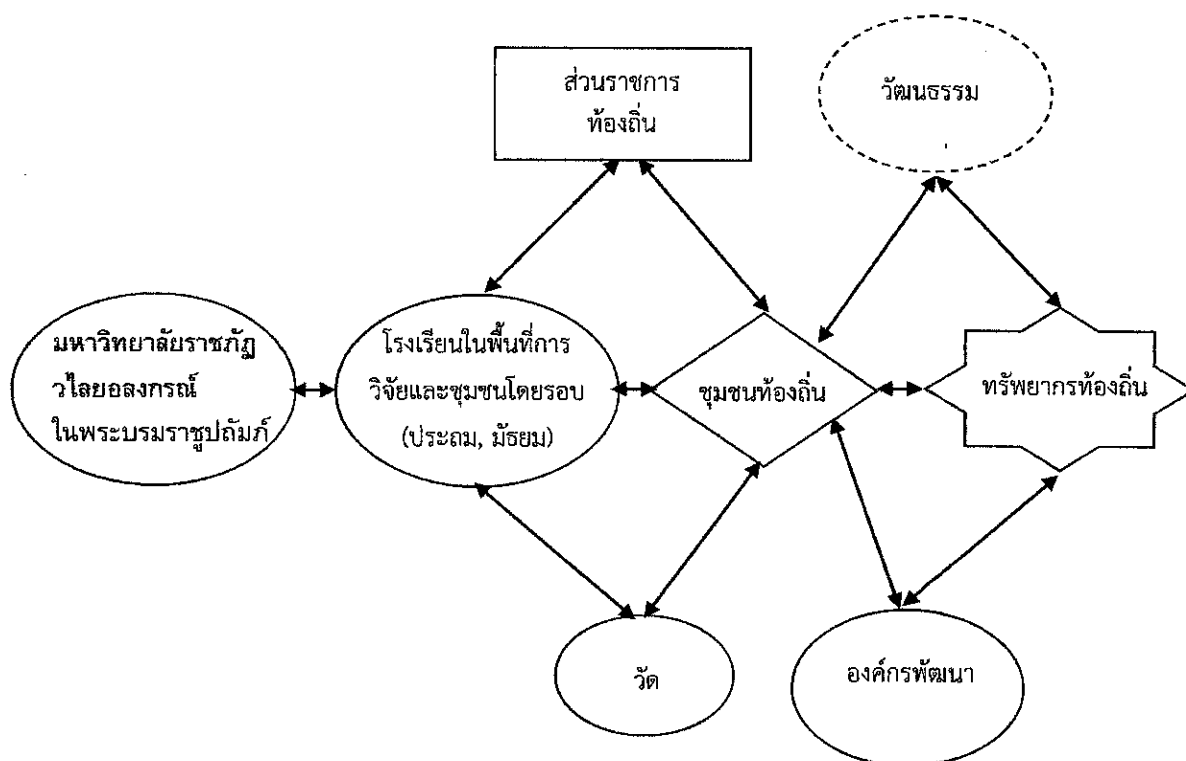 ส่วนราชการ
ท้องถิ่น
วัฒนธรรม
มหาวิทยาลัยราชภัฏ
วไลยอลงกรณ์
ในพระบรมราชูปถัมภ์
โรงเรียนในพื้นที่การ
วิจัยและชุมชนโดยรอบ
(ประถม, มัธยม)
ชุมชนท้องถิ่น
ทรัพยากรท้องถิ่น
วัด
องค์กรพัฒนา